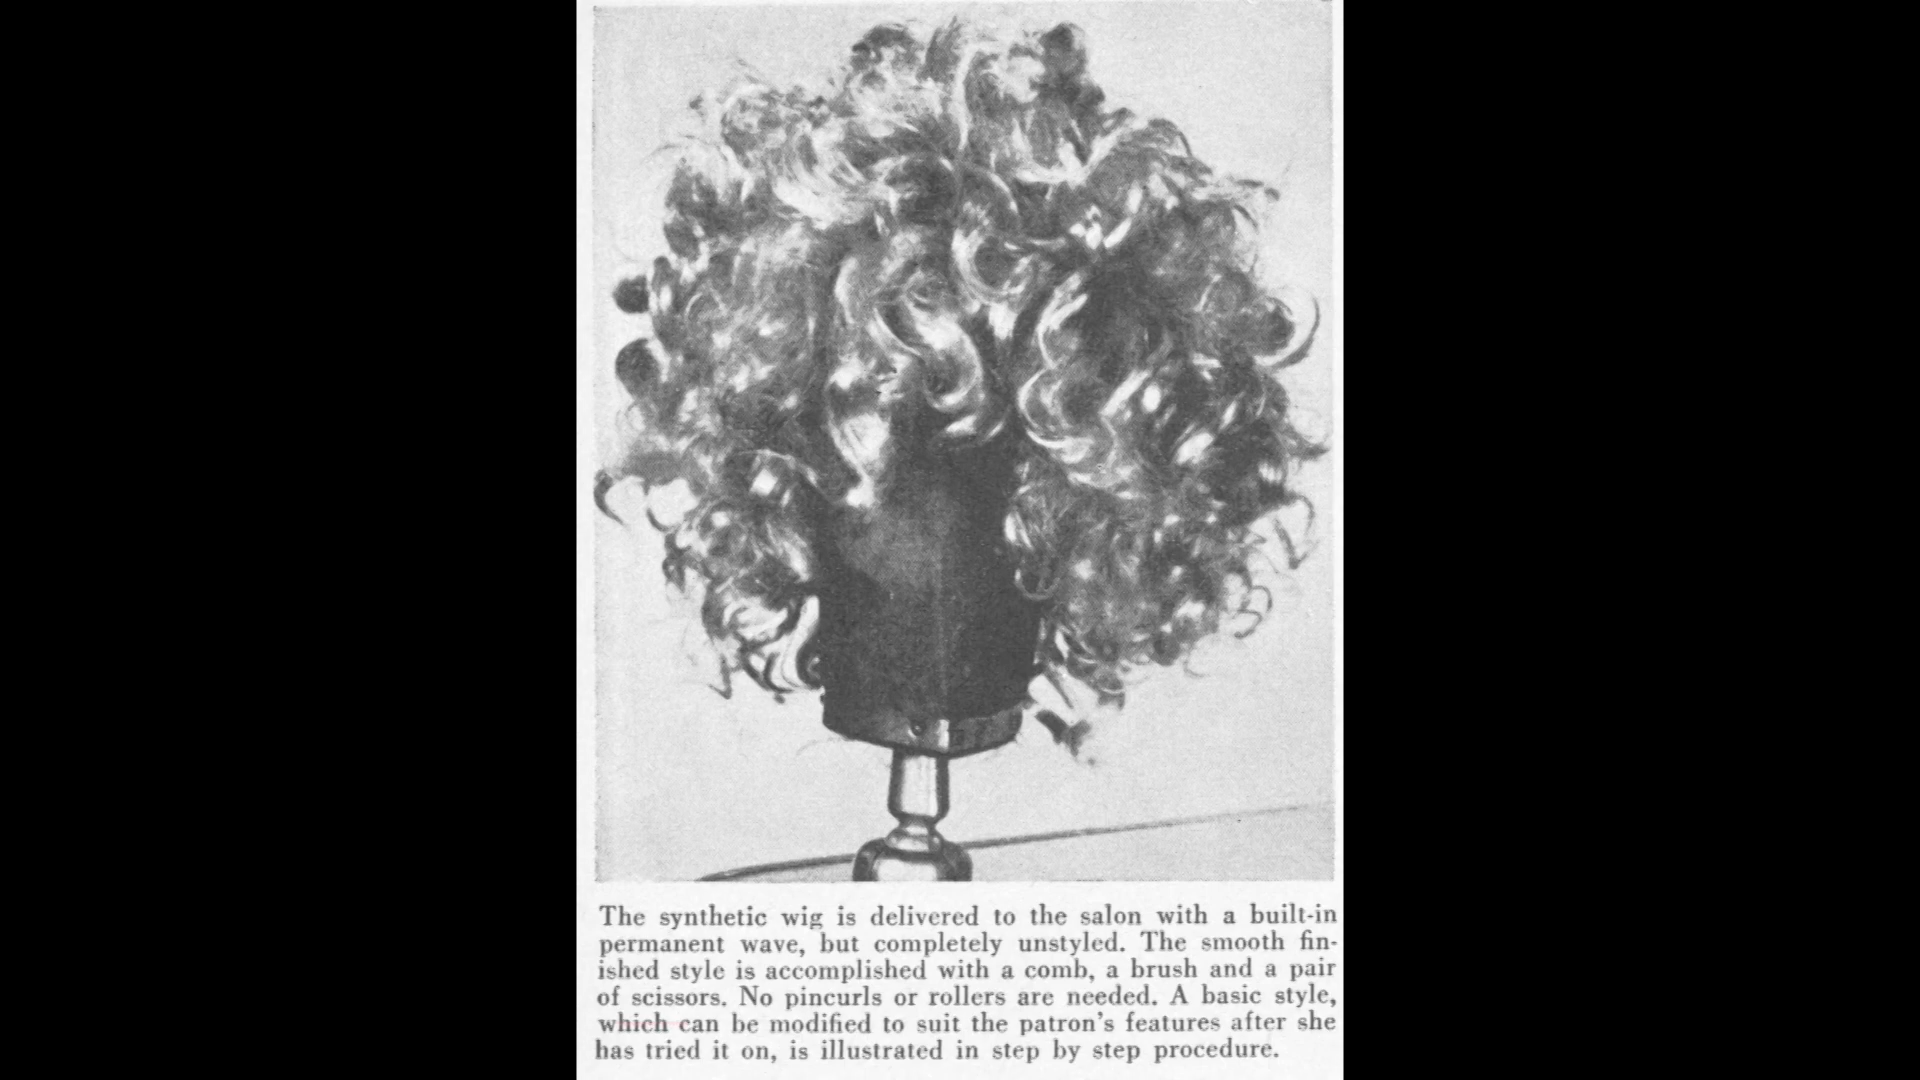 The synthetic wig is delivered to the salon with a built-in
permanent wave, but completely unstyled. The smooth fin-
ished style is accomplished with a comb, a brush and a pair
of scissors. No pincurls or rollers are needed. A basic style,
which can be modified to suit the patron's features after she
has tried it on, is illustrated in step by step procedure.